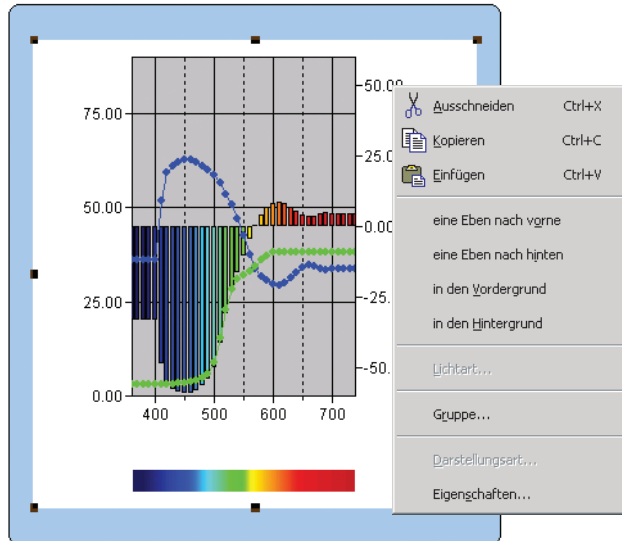 75.00
50.00
25.00
0.00
400 500 600 700
50.00
-25.0
-0.00
-25.
-50.
Ausschneiden Ctrl+X
Kopieren Ctrl+C
Einfügen Ctrl+V
eine Eben nach vorne
eine Eben nach hinten
in den Vordergrund
in den Hintergrund
Lichtart...
Gruppe...
Darstellungsart...
Eigenschaften...